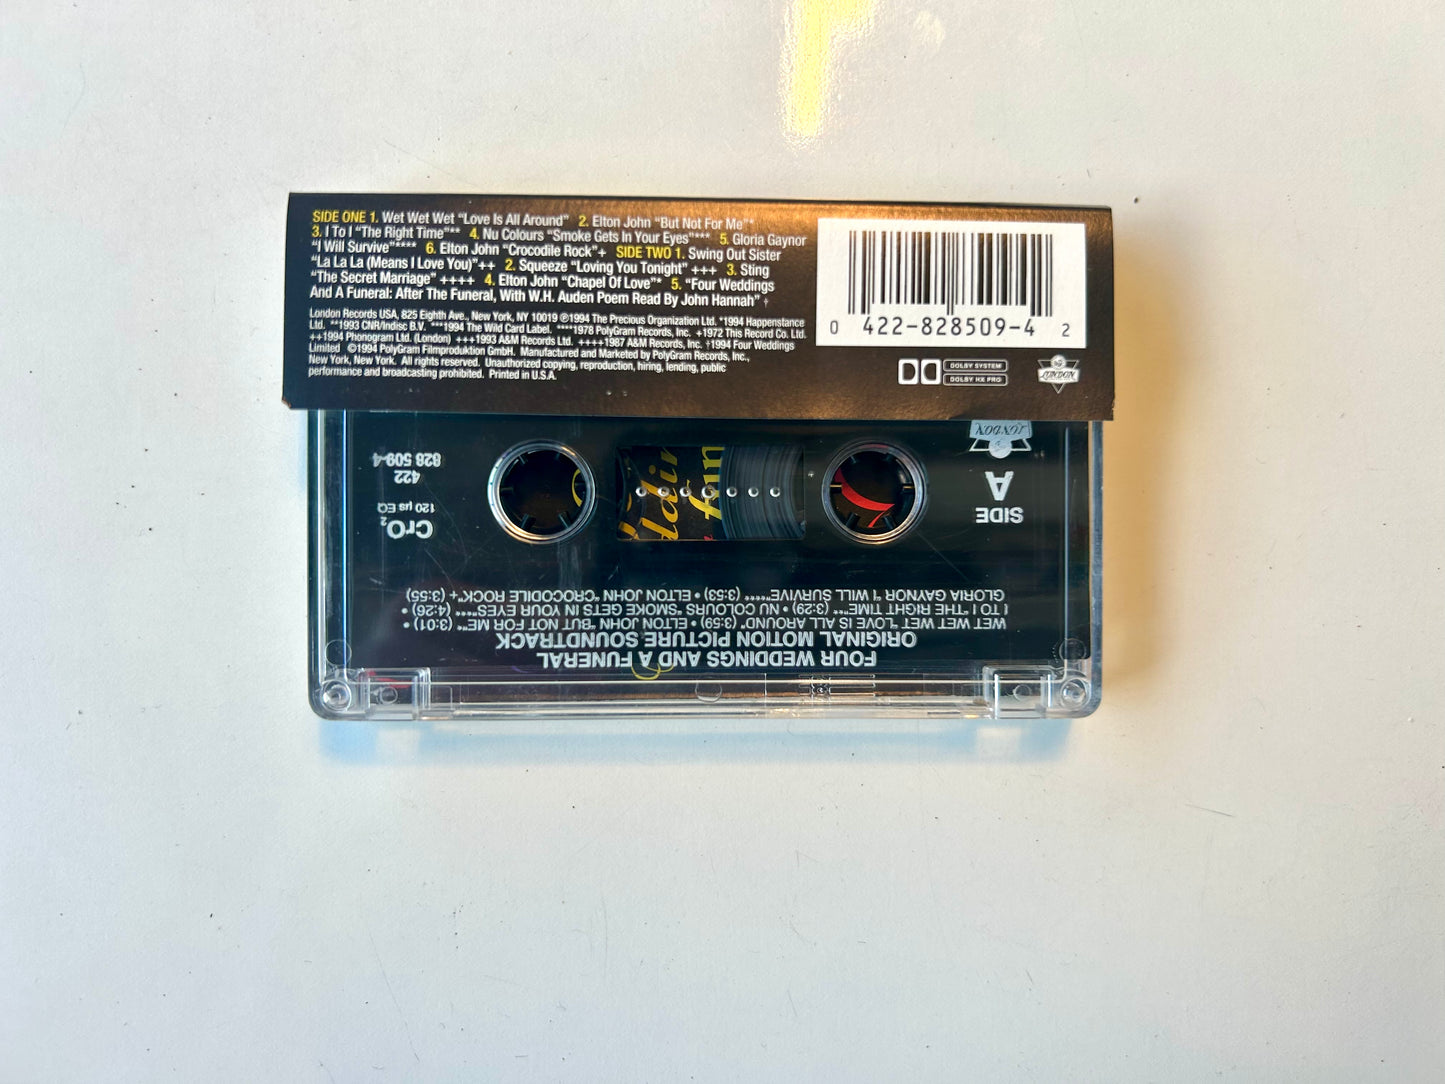 SIDE ONE 1. Wet Wet Wet "Love Is All Around" 2. Elton John "But Not For Me"*
3. I To I "The Right Time"** 4. Nu Colours "Smoke Gets In Your Eyes"*** 5. Gloria Gaynor
"I Will Survive"**** 6. Elton John "Crocodile Rock"+ SIDE TWO 1. Swing Out Sister
"La La La (Means I Love You)"++ 2. Squeeze "Loving You Tonight" +++ 3. Sting
"The Secret Marriage" ++++ 4. Elton John "Chapel Of Love"* 5. "Four Weddings
And A Funeral: After The Funeral, With W.H. Auden Poem Read By John Hannah" †
London Records USA, 825 Eighth Ave., New York, NY 10019 ℗1994 The Precious Organization Ltd. *1994 Happenstance
Ltd. **1993 CNR/Indisc B.V. ***1994 The Wild Card Label. ****1978 PolyGram Records, Inc. +1972 This Record Co. Ltd.
++1994 Phonogram Ltd. (London) +++1993 A&M Records Ltd. ++++1987 A&M Records, Inc. †1994 Four Weddings
Limited ©1994 PolyGram Filmproduktion GmbH. Manufactured and Marketed by PolyGram Records, Inc.,
New York, New York. All rights reserved. Unauthorized copying, reproduction, hiring, lending, public
performance and broadcasting prohibited. Printed in U.S.A.
0 422-828509-4 2
DOLBY SYSTEM
DOLBY HX PRO
LONDON
LONDON
SIDE
A
422
828 509-4
CrO2
120 µs EQ
FOUR WEDDINGS AND A FUNERAL
ORIGINAL MOTION PICTURE SOUNDTRACK
WET WET WET "LOVE IS ALL AROUND" (3:59) • ELTON JOHN "BUT NOT FOR ME"* (3:01) •
I TO I "THE RIGHT TIME"** (3:29) • NU COLOURS "SMOKE GETS IN YOUR EYES"*** (4:26) •
GLORIA GAYNOR "I WILL SURVIVE"**** (3:53) • ELTON JOHN "CROCODILE ROCK"+ (3:55)